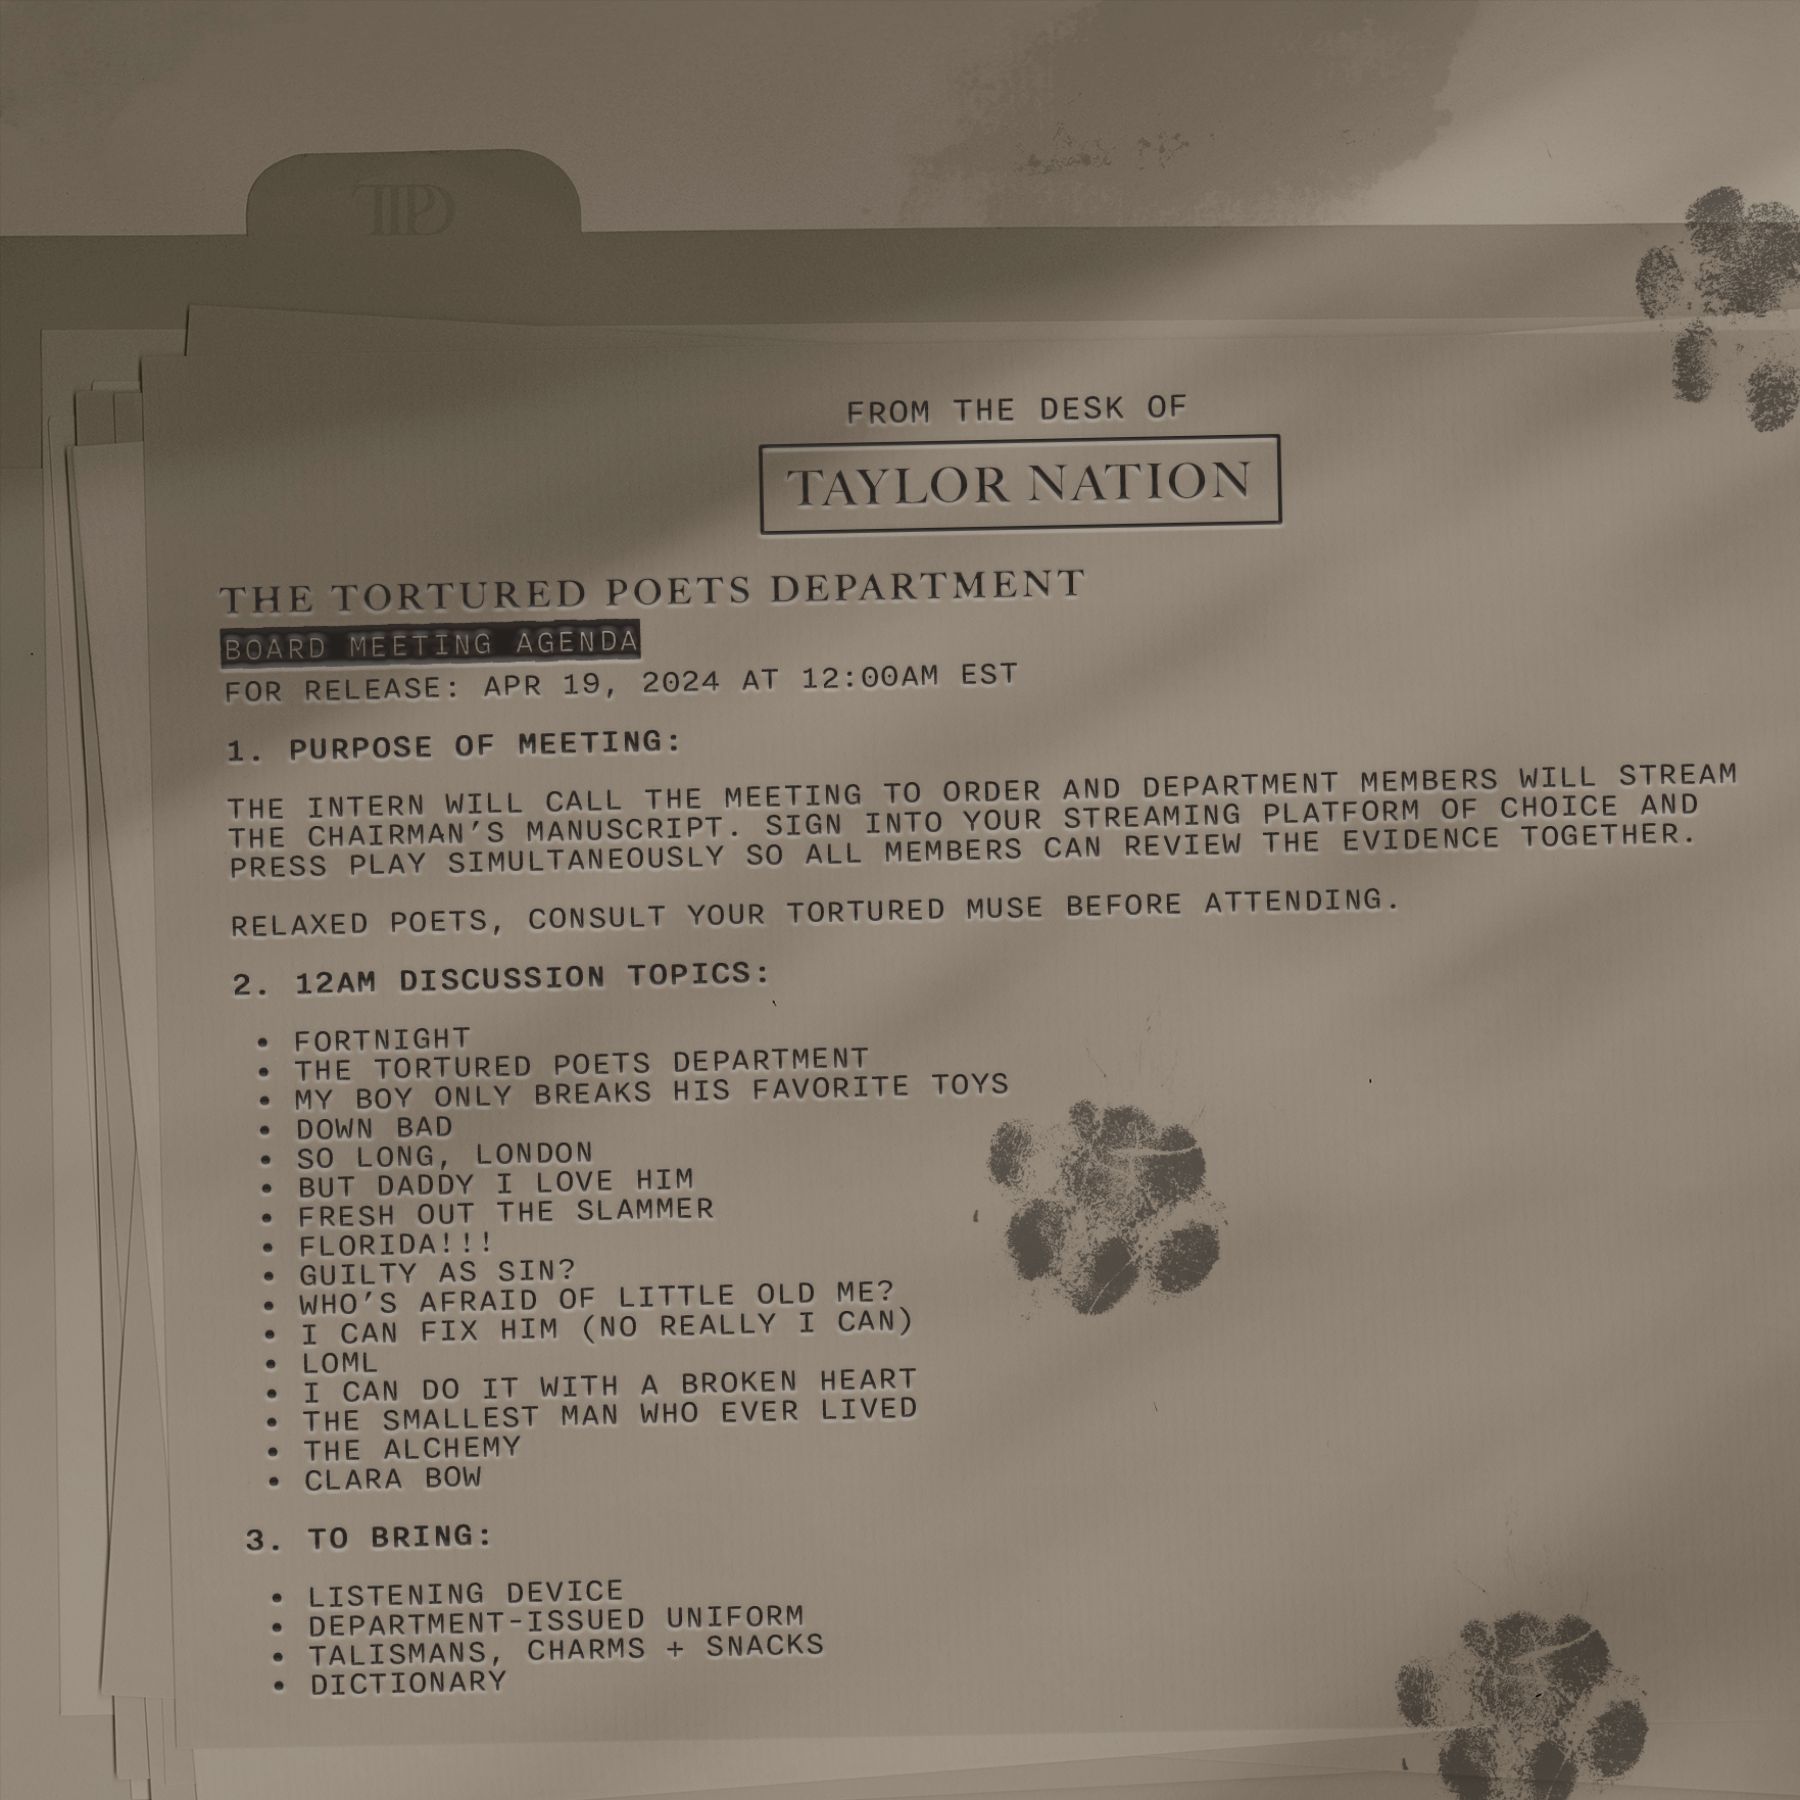 TTPD
FROM THE DESK OF
TAYLOR NATION
THE TORTURED POETS DEPARTMENT
BOARD MEETING AGENDA
FOR RELEASE: APR 19, 2024 AT 12:00AM EST
1. PURPOSE OF MEETING:
THE INTERN WILL CALL THE MEETING TO ORDER AND DEPARTMENT MEMBERS WILL STREAM
THE CHAIRMAN’S MANUSCRIPT. SIGN INTO YOUR STREAMING PLATFORM OF CHOICE AND
PRESS PLAY SIMULTANEOUSLY SO ALL MEMBERS CAN REVIEW THE EVIDENCE TOGETHER.
RELAXED POETS, CONSULT YOUR TORTURED MUSE BEFORE ATTENDING.
2. 12AM DISCUSSION TOPICS:
• FORTNIGHT
• THE TORTURED POETS DEPARTMENT
• MY BOY ONLY BREAKS HIS FAVORITE TOYS
• DOWN BAD
• SO LONG, LONDON
• BUT DADDY I LOVE HIM
• FRESH OUT THE SLAMMER
• FLORIDA!!!
• GUILTY AS SIN?
• WHO’S AFRAID OF LITTLE OLD ME?
• I CAN FIX HIM (NO REALLY I CAN)
• LOML
• I CAN DO IT WITH A BROKEN HEART
• THE SMALLEST MAN WHO EVER LIVED
• THE ALCHEMY
• CLARA BOW
3. TO BRING:
• LISTENING DEVICE
• DEPARTMENT-ISSUED UNIFORM
• TALISMANS, CHARMS + SNACKS
• DICTIONARY